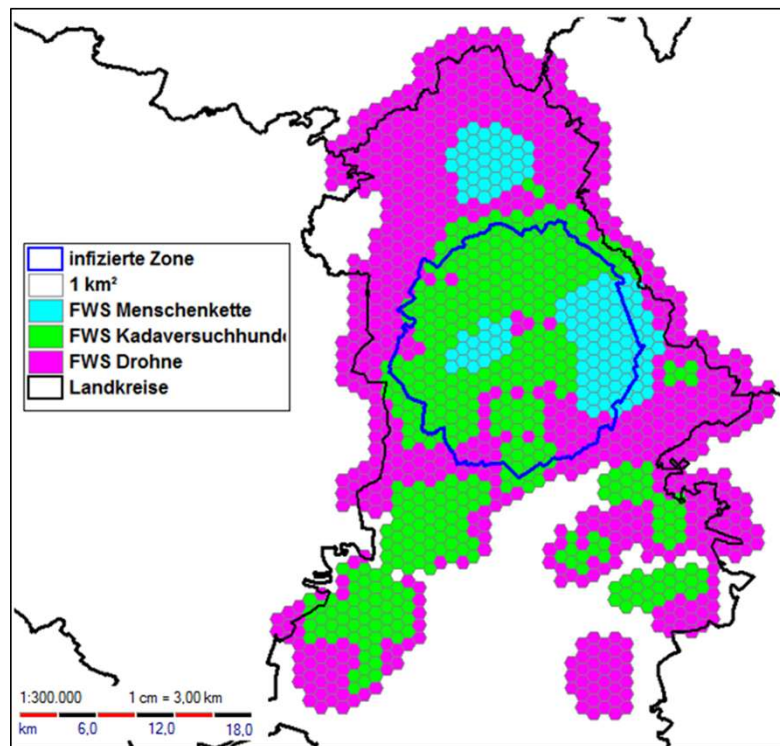 infizierte Zone
1 km²
FWS Menschenkette
FWS Kadaversuchhunde
FWS Drohne
Landkreise
1:300.000 1 cm = 3,00 km
km 6,0 12,0 18,0